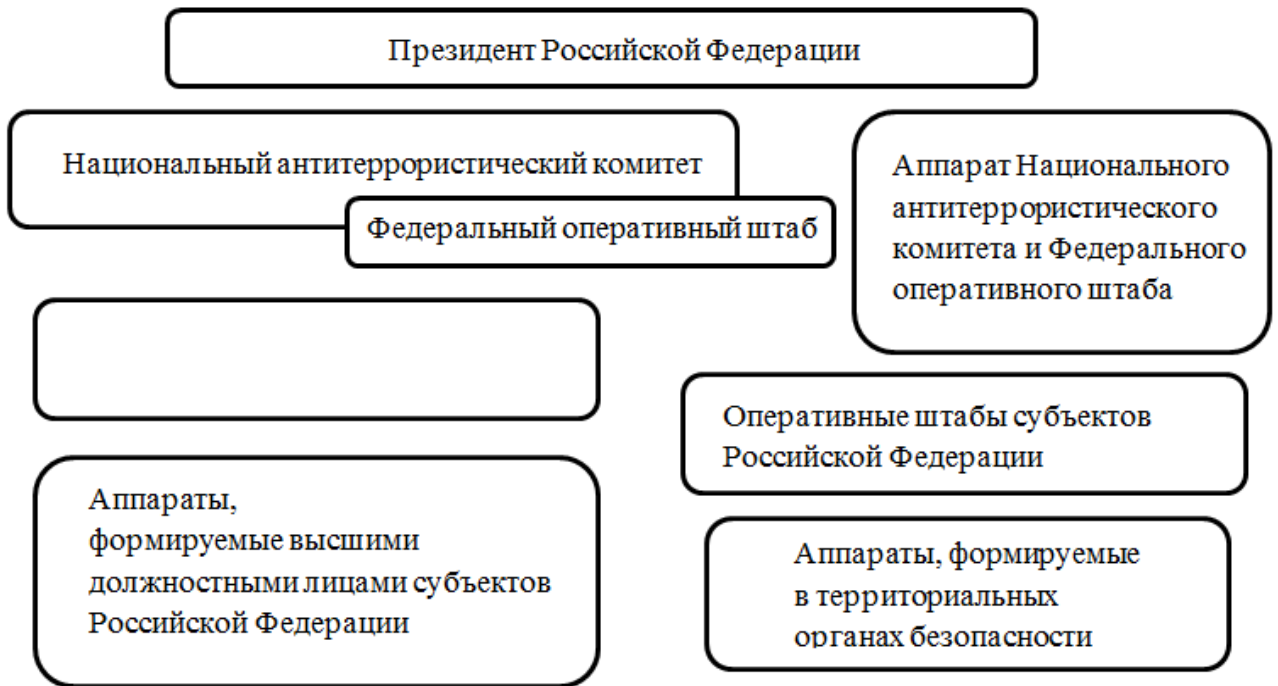 Президент Российской Федерации
Национальный антитеррористический комитет
Федеральный оперативный штаб
Аппарат Национального
антитеррористического
комитета и Федерального
оперативного штаба
Оперативные штабы субъектов
Российской Федерации
Аппараты,
формируемые высшими
должностными лицами субъектов
Российской Федерации
Аппараты, формируемые
в территориальных
органах безопасности